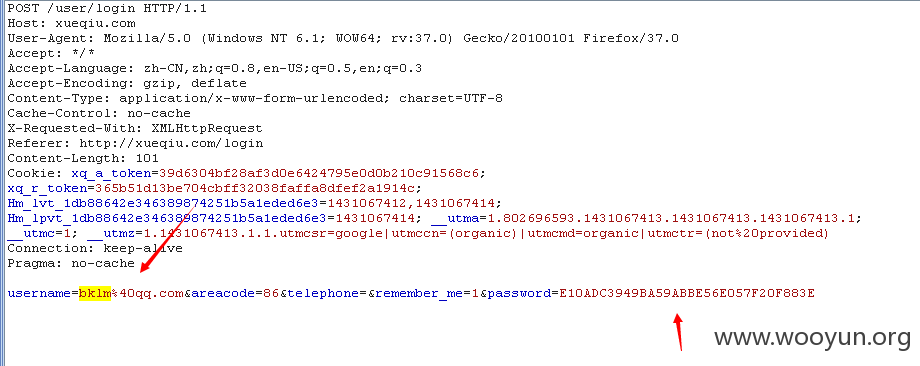 POST /user/login HTTP/1.1
Host: xueqiu.com
User-Agent: Mozilla/5.0 (Windows NT 6.1; WOW64; rv:37.0) Gecko/20100101 Firefox/37.0
Accept: */*
Accept-Language: zh-CN,zh;q=0.8,en-US;q=0.5,en;q=0.3
Accept-Encoding: gzip, deflate
Content-Type: application/x-www-form-urlencoded; charset=UTF-8
Cache-Control: no-cache
X-Requested-With: XMLHttpRequest
Referer: http://xueqiu.com/login
Content-Length: 101
Cookie: xq_a_token=39d6304bf28af3d0e6424795e0d0b210c91568c6;
xq_r_token=365b51d13be704cbff32038faffa8dfef2a1914c;
Hm_lvt_1db88642e346389874251b5a1eded6e3=1431067412,1431067414;
Hm_lpvt_1db88642e346389874251b5a1eded6e3=1431067414; __utma=1.802696593.1431067413.1431067413.1431067413.1;
__utmc=1; __utmz=1.1431067413.1.1.utmcsr=google|utmccn=(organic)|utmcmd=organic|utmctr=(not%20provided)
Connection: keep-alive
Pragma: no-cache
username=bklm%40qq.com&areacode=86&telephone=&remember_me=1&password=E10ADC3949BA59ABBE56E057F20F883E
www.wooyun.org